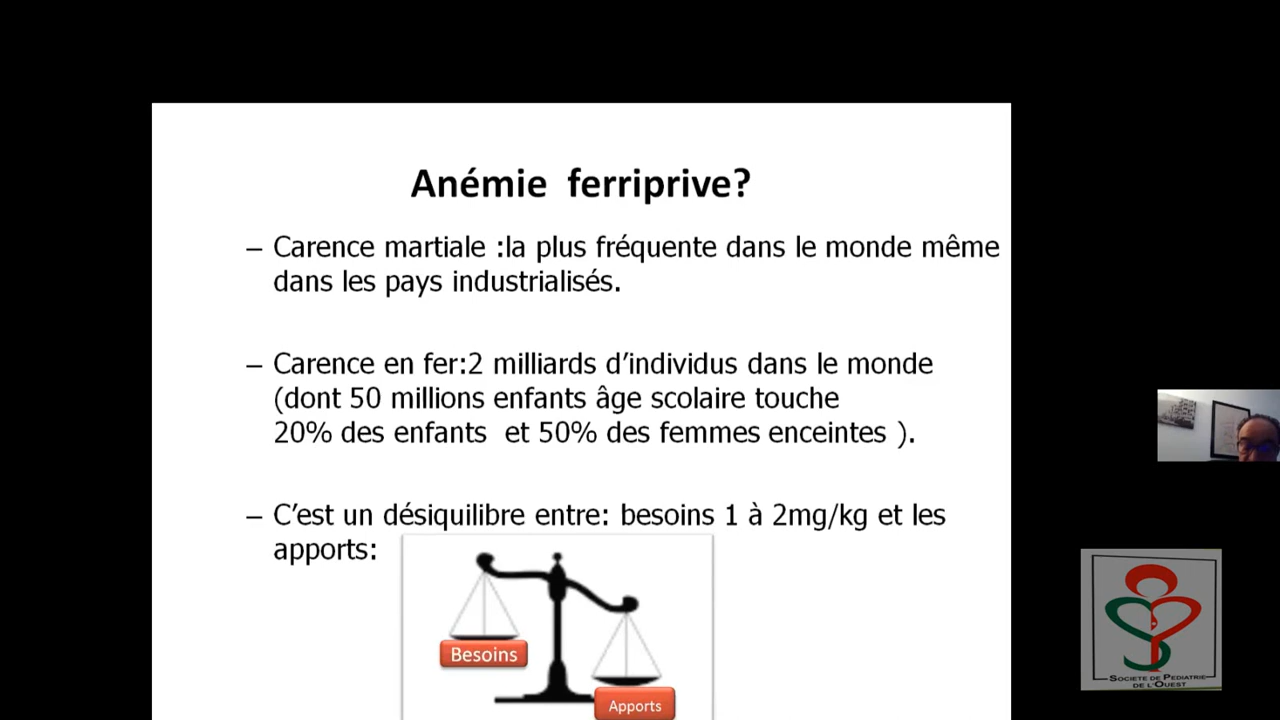 Anémie ferriprive?
– Carence martiale :la plus fréquente dans le monde même
dans les pays industrialisés.
– Carence en fer:2 milliards d’individus dans le monde
(dont 50 millions enfants âge scolaire touche
20% des enfants et 50% des femmes enceintes ).
– C’est un désiquilibre entre: besoins 1 à 2mg/kg et les
apports:
Besoins
Apports
SOCIETE DE PEDIATRIE
DE L'OUEST